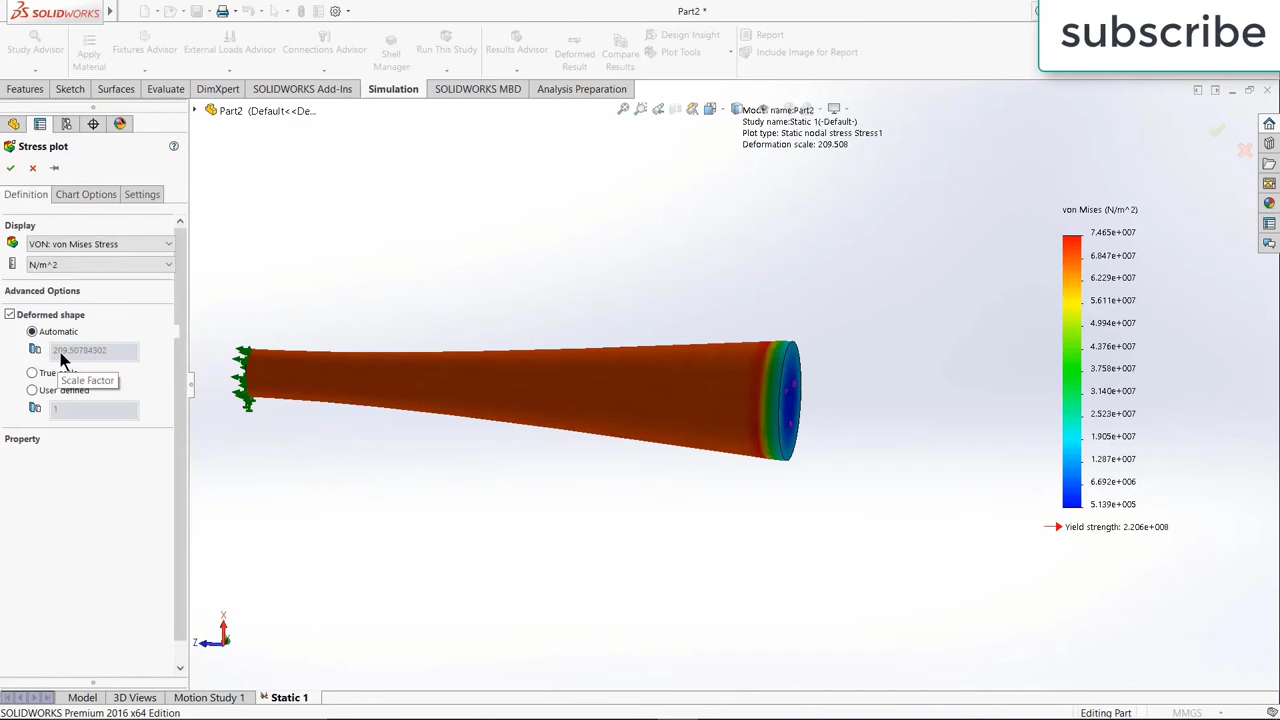 SOLIDWORKS
Part2 *
subscribe
Study Advisor
Apply Material
Fixtures Advisor
External Loads Advisor
Connections Advisor
Shell Manager
Run This Study
Results Advisor
Deformed Result
Compare Results
Design Insight
Plot Tools
Report
Include Image for Report
Features
Sketch
Surfaces
Evaluate
DimXpert
SOLIDWORKS Add-Ins
Simulation
SOLIDWORKS MBD
Analysis Preparation
Part2 (Default<<De...
Model name:Part2
Study name:Static 1(-Default-)
Plot type: Static nodal stress Stress1
Deformation scale: 209.508
Stress plot
Definition
Chart Options
Settings
Display
VON: von Mises Stress
N/m^2
Advanced Options
Deformed shape
Automatic
209.50784302
Scale Factor
User defined
1
Property
von Mises (N/m^2)
7.465e+007
6.847e+007
6.229e+007
5.611e+007
4.994e+007
4.376e+007
3.758e+007
3.140e+007
2.523e+007
1.905e+007
1.287e+007
6.692e+006
5.139e+005
Yield strength: 2.206e+008
X
Z
Model
3D Views
Motion Study 1
Static 1
SOLIDWORKS Premium 2016 x64 Edition
Editing Part
MMGS